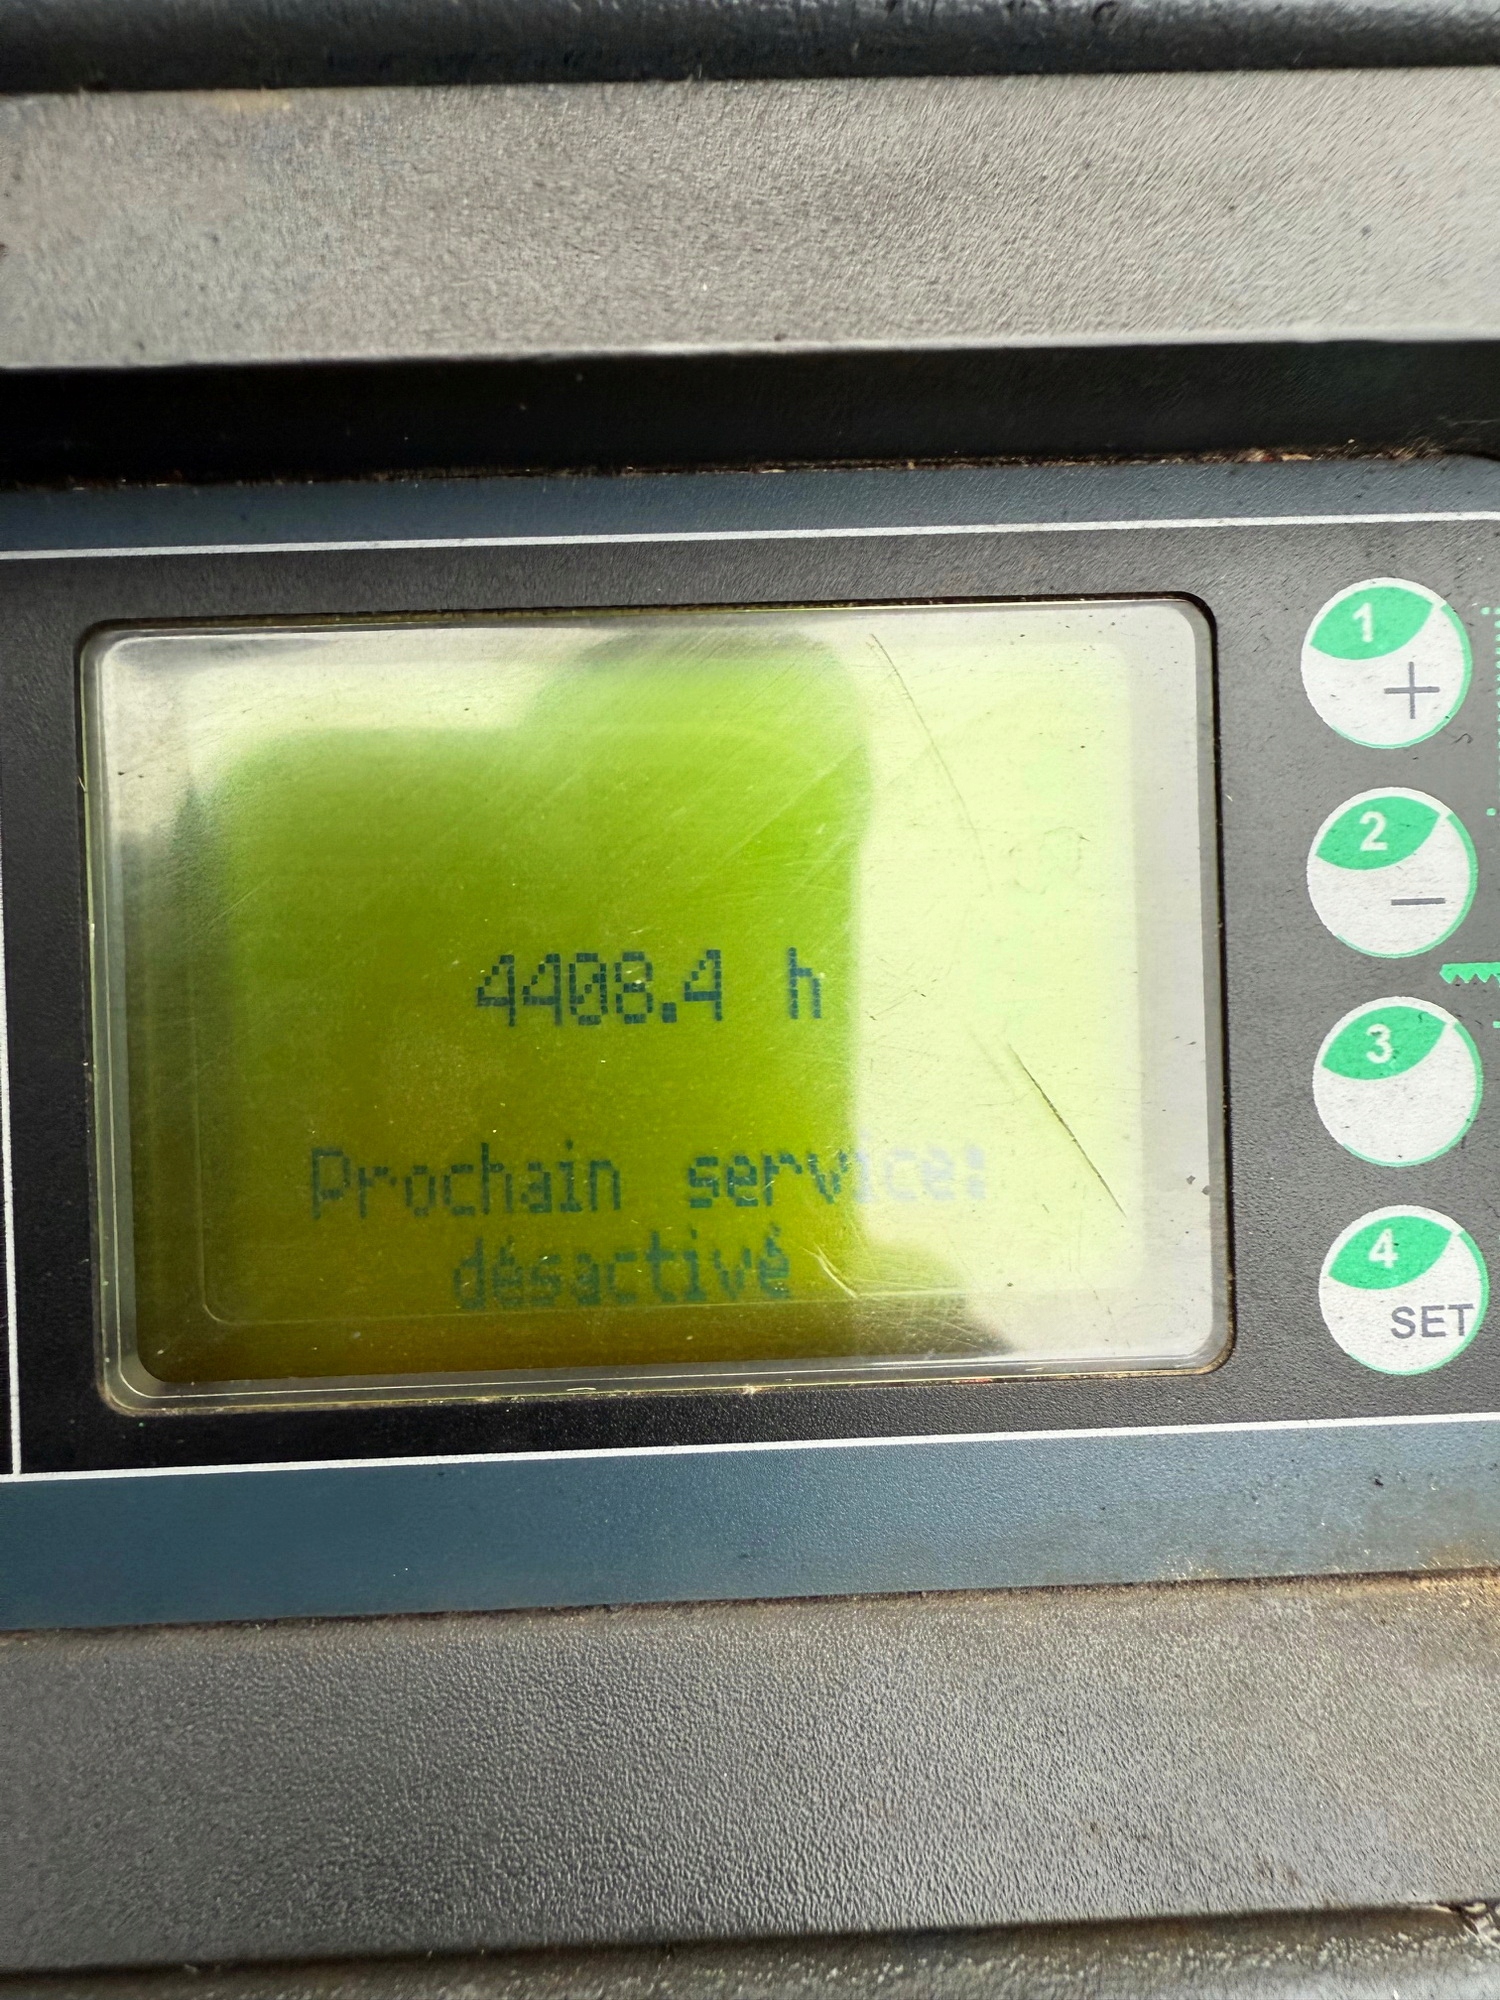 4408.4 h
Prochain service:
désactivé
1
+
2
−
3
4
SET